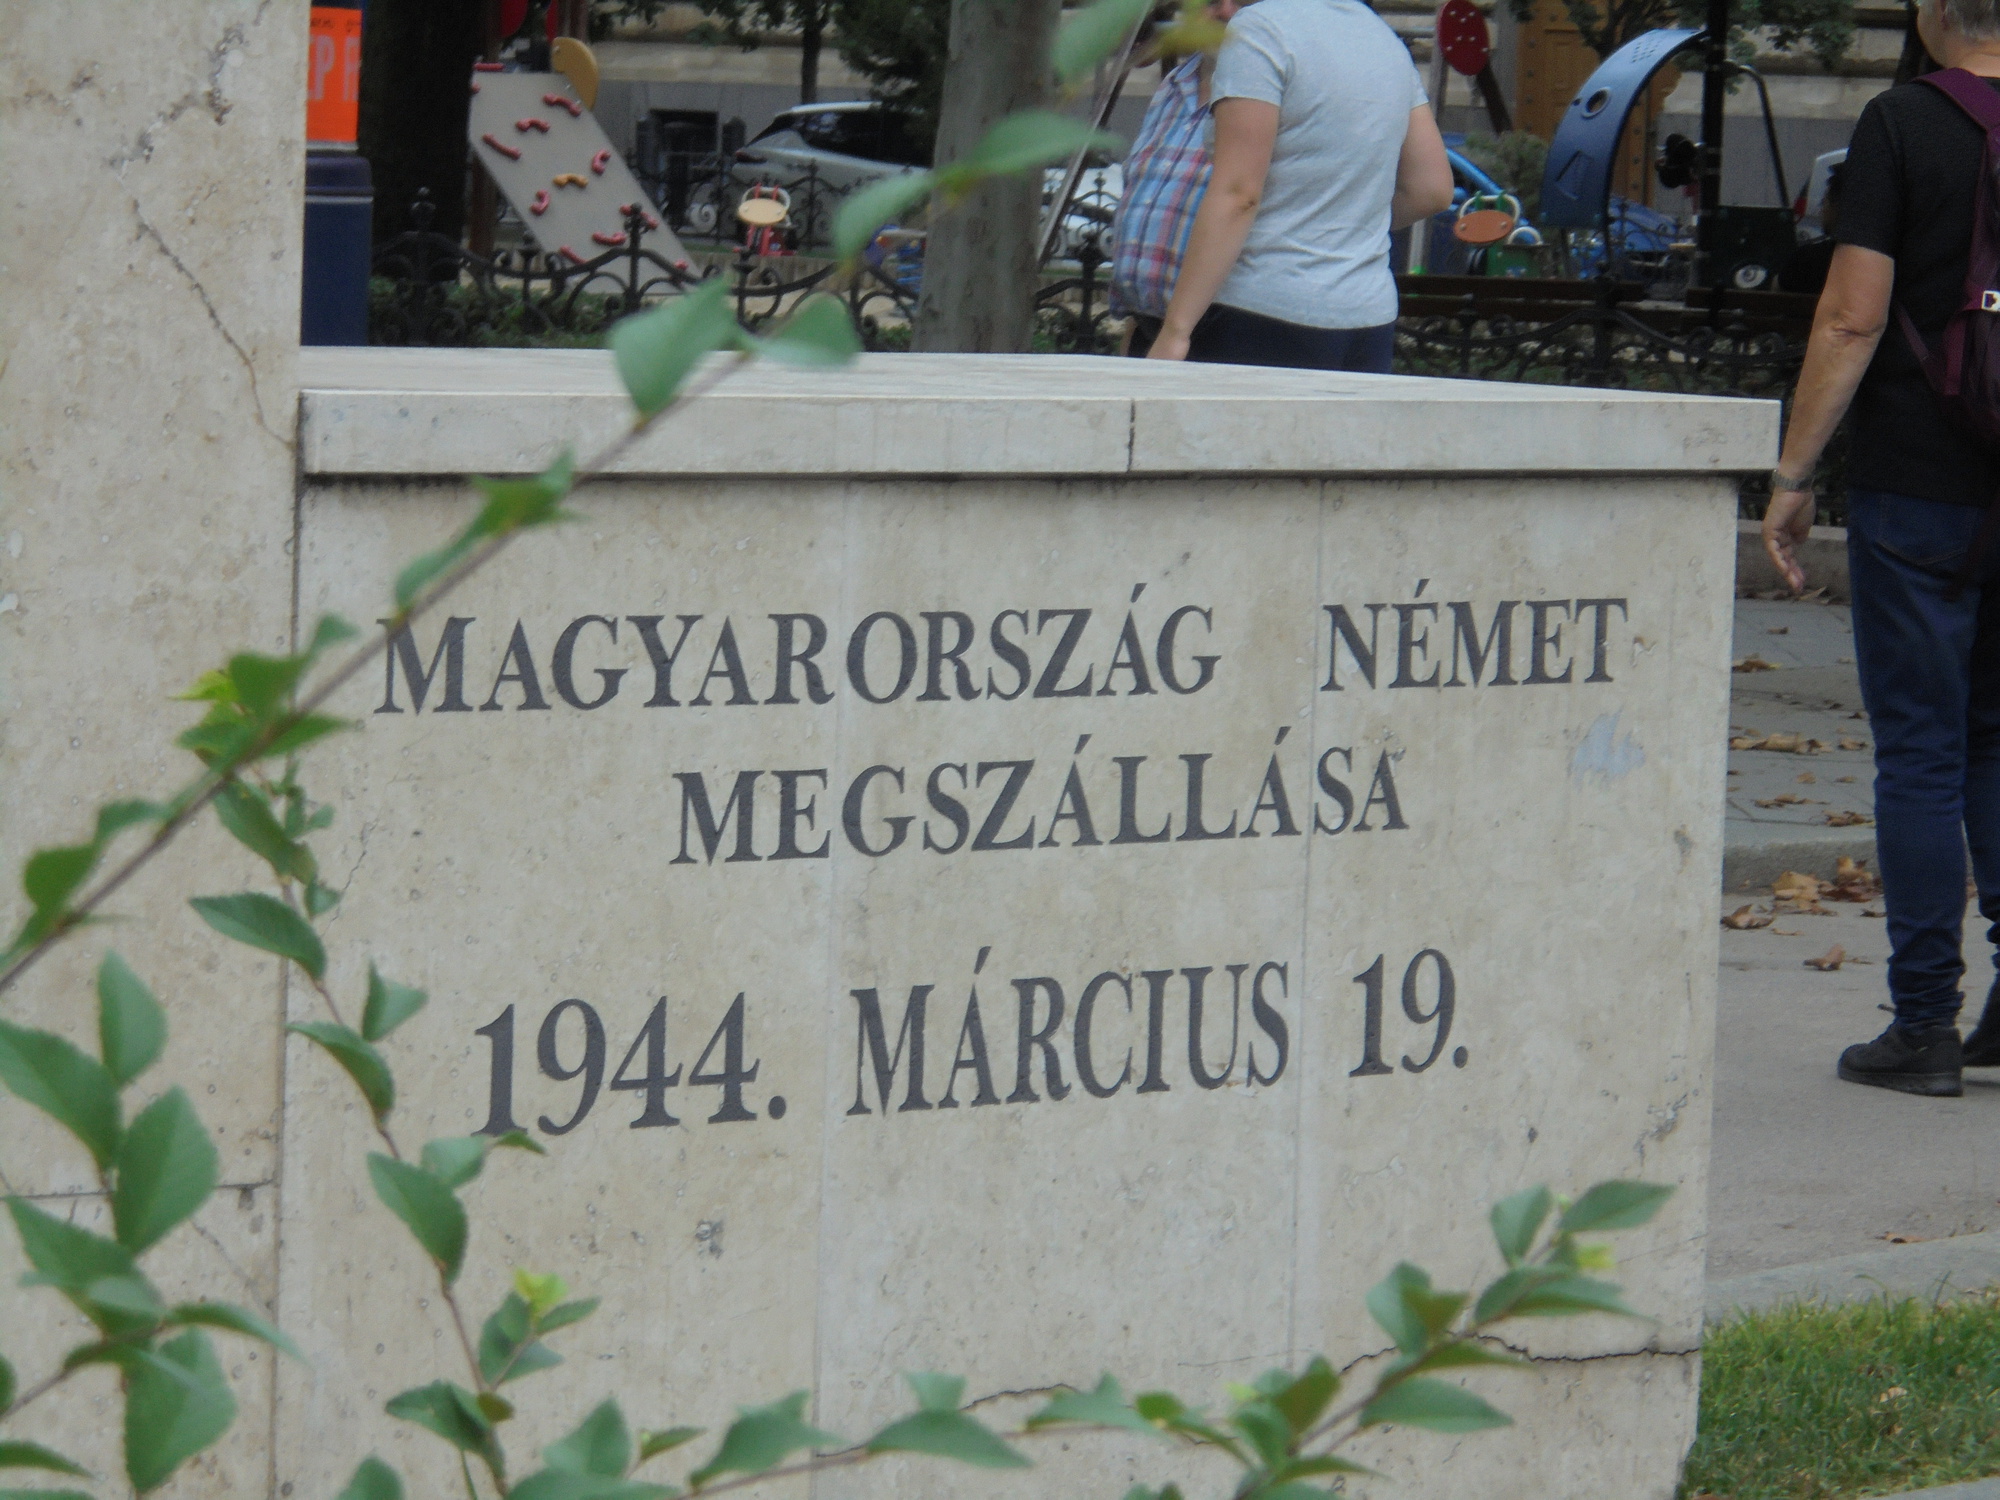 MAGYARORSZÁG NÉMET
MEGSZÁLLÁSA
1944. MÁRCIUS 19.